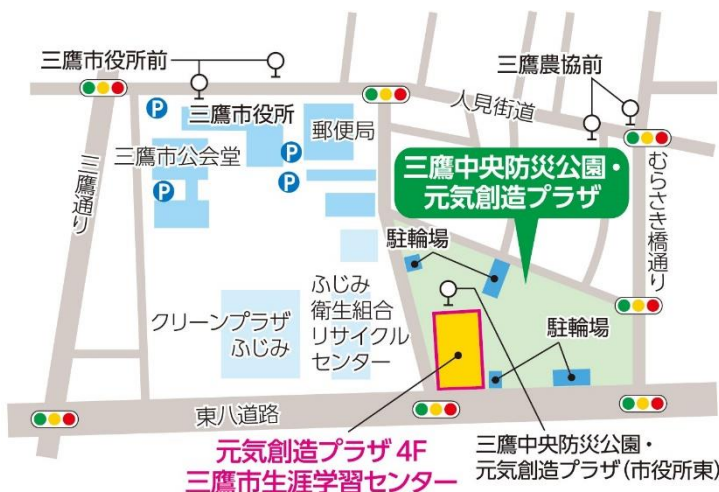 三鷹市役所前
三鷹農協前
人見街道
P
三鷹市役所
郵便局
三鷹市公会堂
P
P
P
三鷹通り
三鷹中央防災公園・
元気創造プラザ
むらさき橋通り
駐輪場
クリーンプラザ
ふじみ
ふじみ
衛生組合
リサイクル
センター
駐輪場
東八道路
元気創造プラザ 4F
三鷹市生涯学習センター
三鷹中央防災公園・
元気創造プラザ(市役所東)